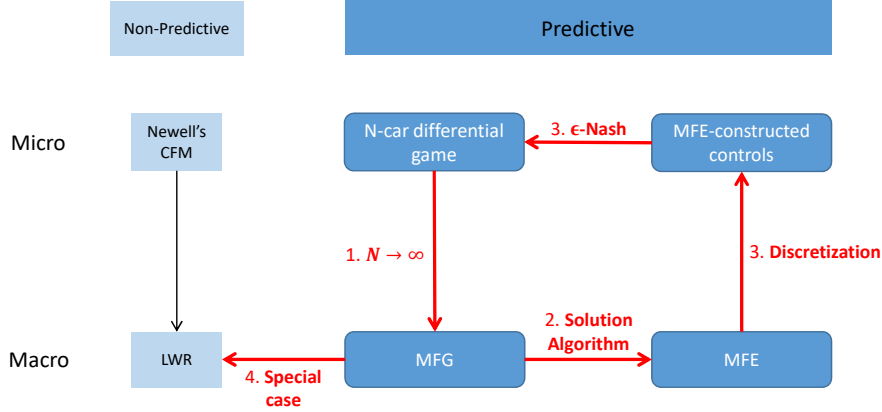 Non-Predictive
Predictive
Micro
Newell's
CFM
N-car differential
game
3. ϵ-Nash
MFE-constructed
controls
1. N → ∞
3. Discretization
2. Solution
Algorithm
Macro
LWR
4. Special
case
MFG
MFE